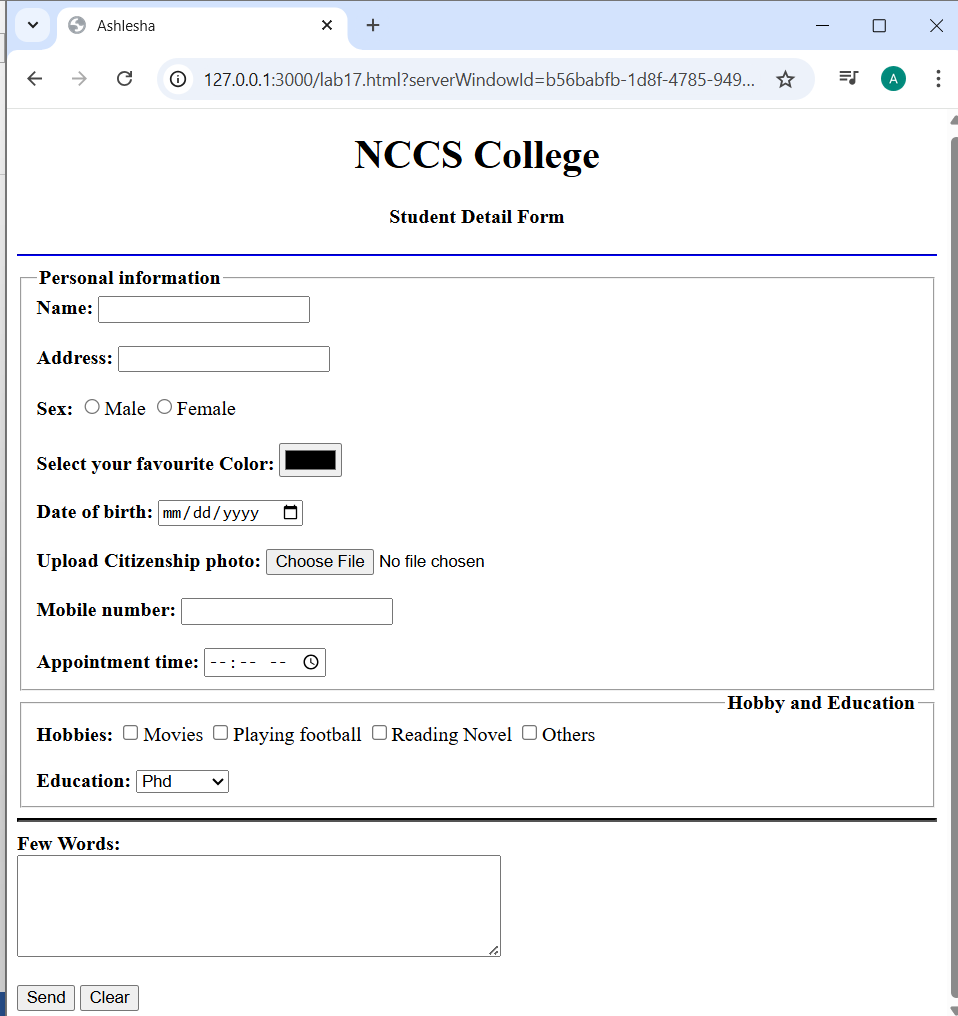 Ashlesha
127.0.0.1:3000/lab17.html?serverWindowId=b56babfb-1d8f-4785-949...
A
NCCS College
Student Detail Form
Personal information
Name:
Address:
Sex: Male Female
Select your favourite Color:
Date of birth: mm/dd/yyyy
Upload Citizenship photo: Choose File No file chosen
Mobile number:
Appointment time: --:-- --
Hobby and Education
Hobbies: Movies Playing football Reading Novel Others
Education: Phd
Few Words:
Send Clear